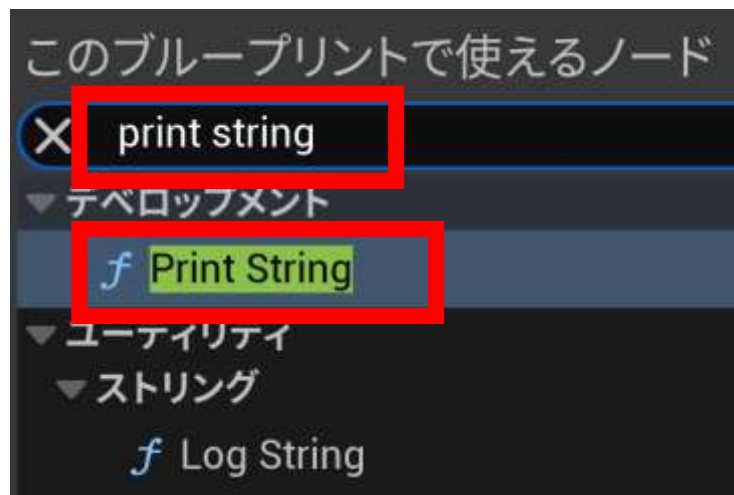 このブループリントで使えるノード
print string
デベロップメント
f Print String
ユーティリティ
ストリング
f Log String